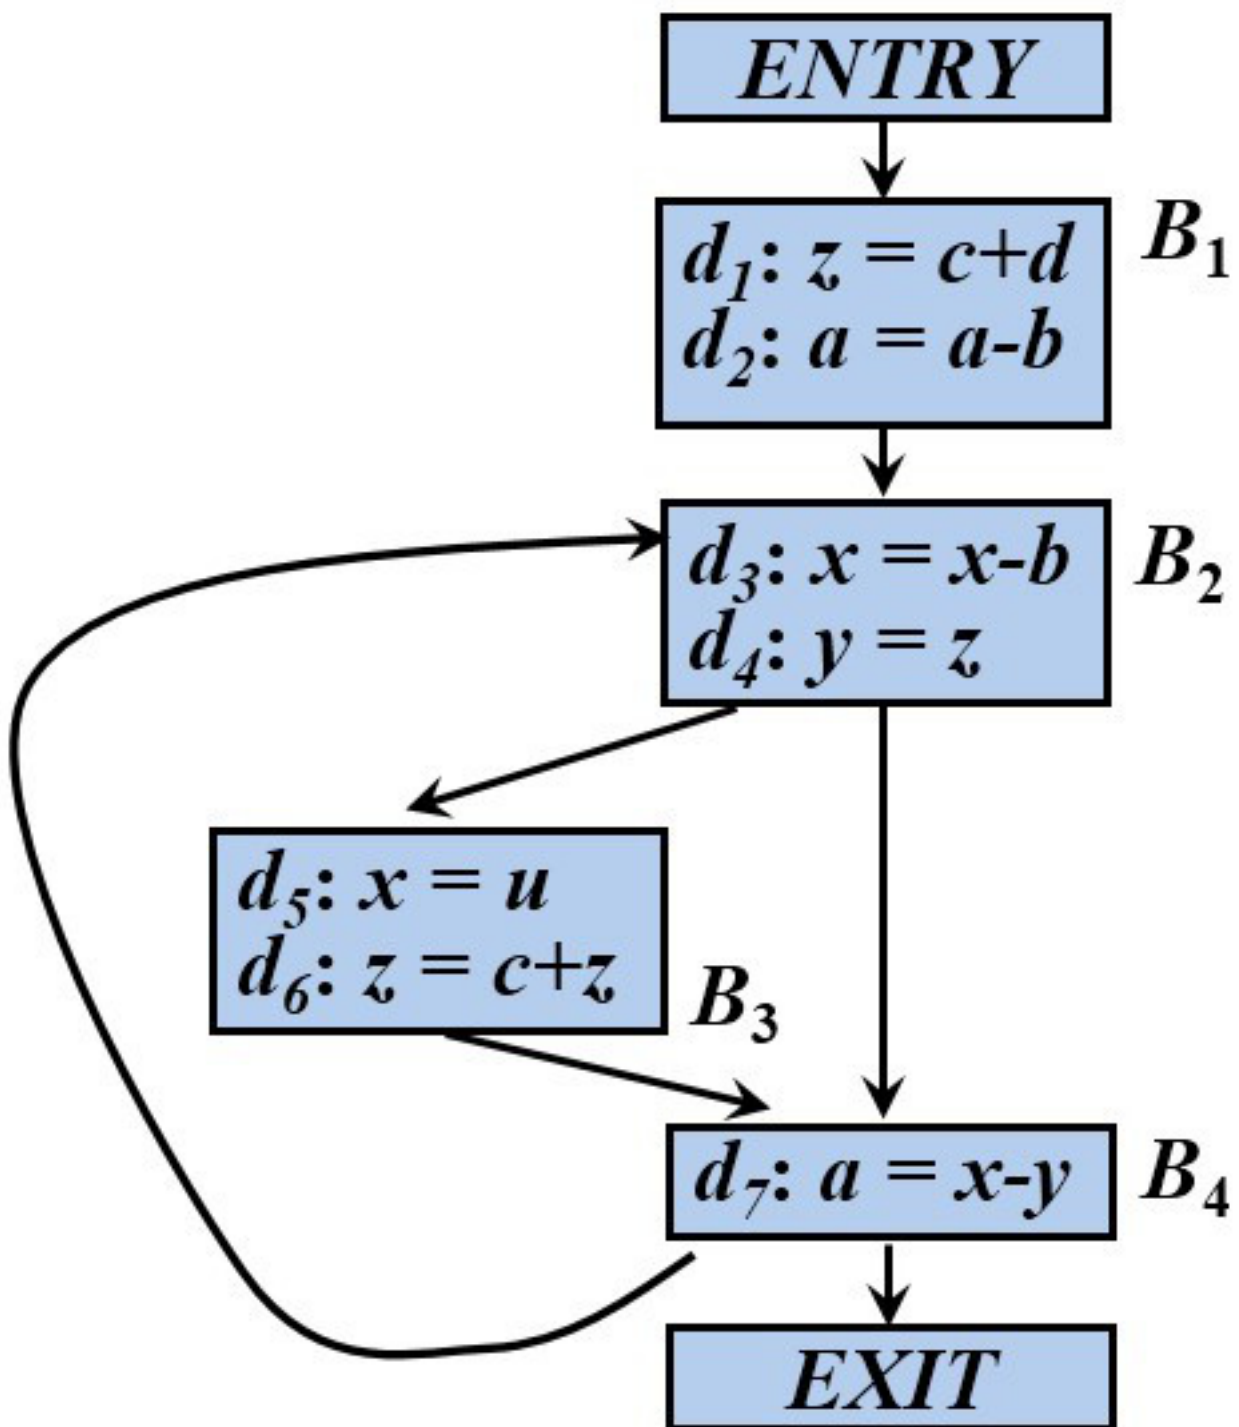 ENTRY
d₁: z = c+d
d₂: a = a-b
B₁
d₃: x = x-b
d₄: y = z
B₂
d₅: x = u
d₆: z = c+z
B₃
d₇: a = x-y
B₄
EXIT